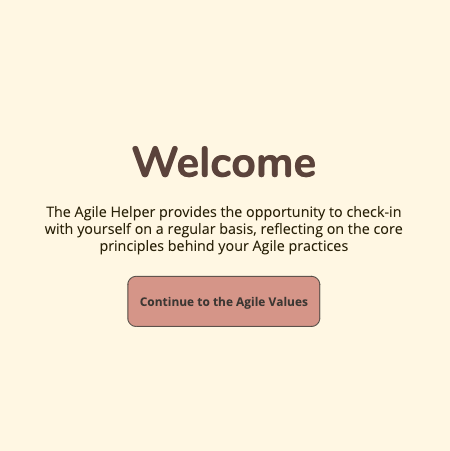 Welcome
The Agile Helper provides the opportunity to check-in
with yourself on a regular basis, reflecting on the core
principles behind your Agile practices
Continue to the Agile Values